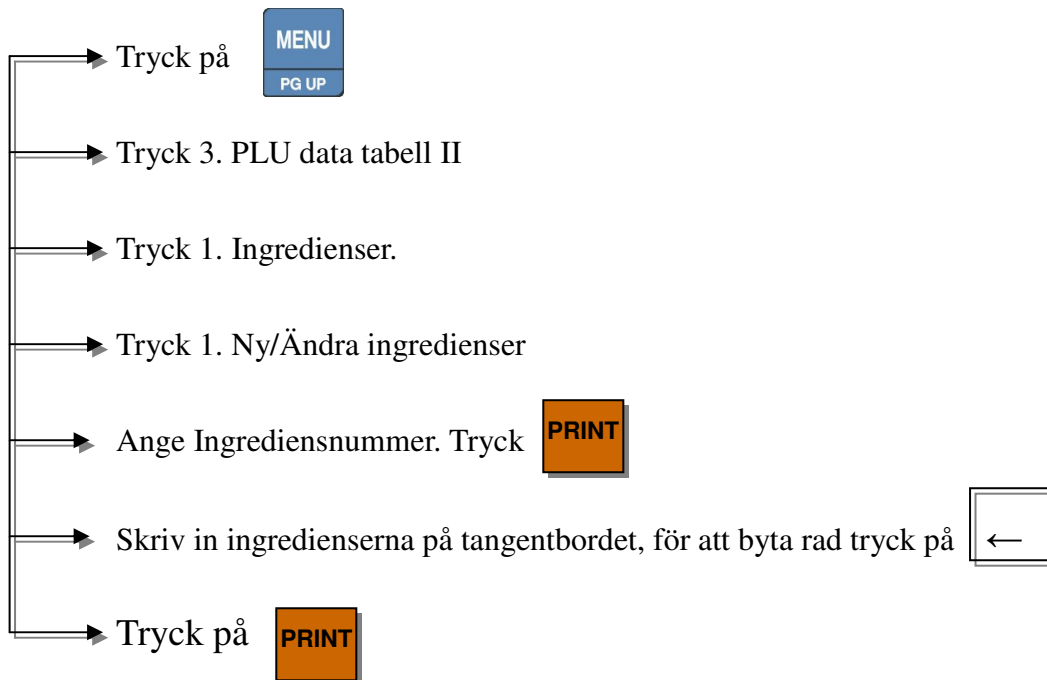 Tryck på MENU
PG UP
Tryck 3. PLU data tabell II
Tryck 1. Ingredienser.
Tryck 1. Ny/Ändra ingredienser
Ange Ingrediensnummer. Tryck PRINT
Skriv in ingredienserna på tangentbordet, för att byta rad tryck på ←
Tryck på PRINT